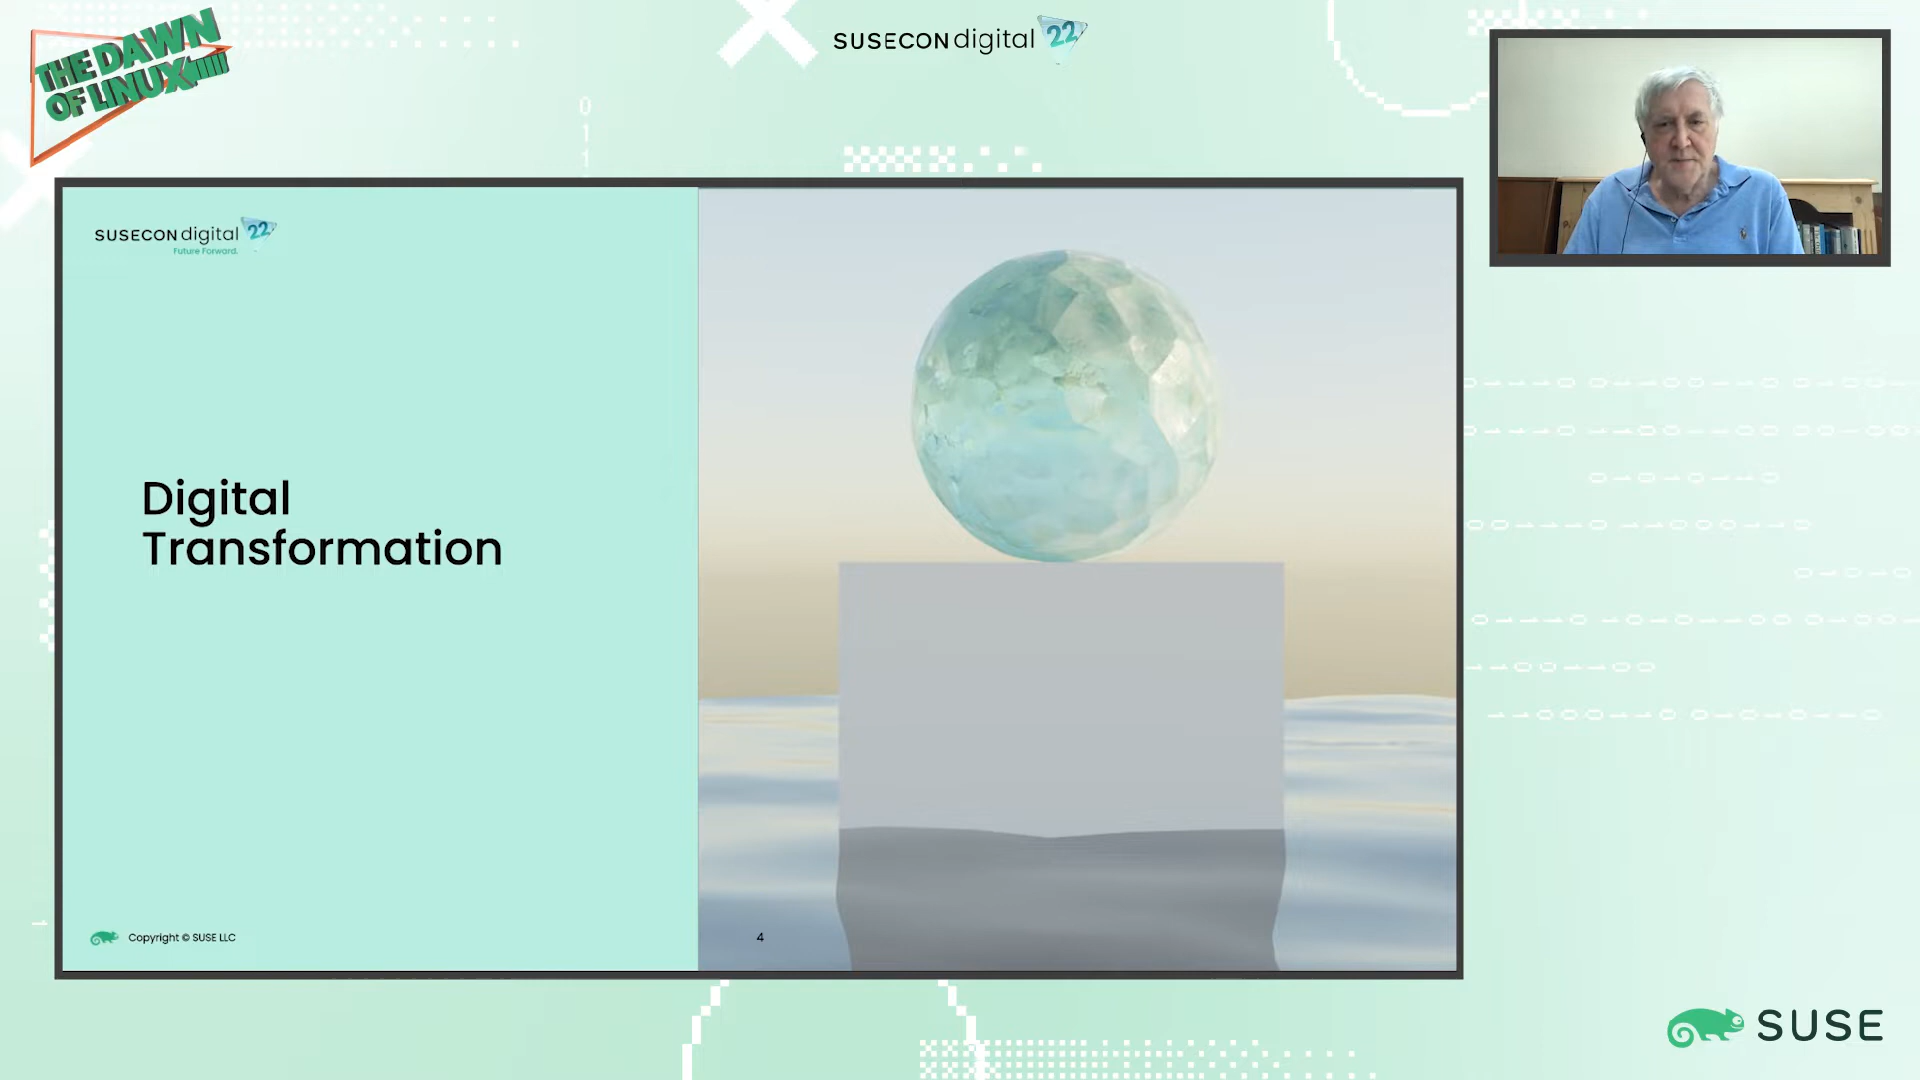 THE DAWN
OF LINUX
SUSECON digital 22
SUSECON digital 22
Future Forward.
Digital
Transformation
Copyright © SUSE LLC
4
SUSE